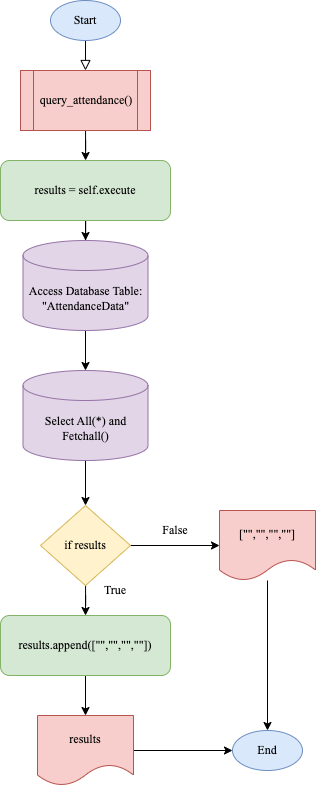 Start
query_attendance()
results = self.execute
Access Database Table:
"AttendanceData"
Select All(*) and
Fetchall()
if results
False
["","","",""]
True
results.append(["","","",""])
results
End